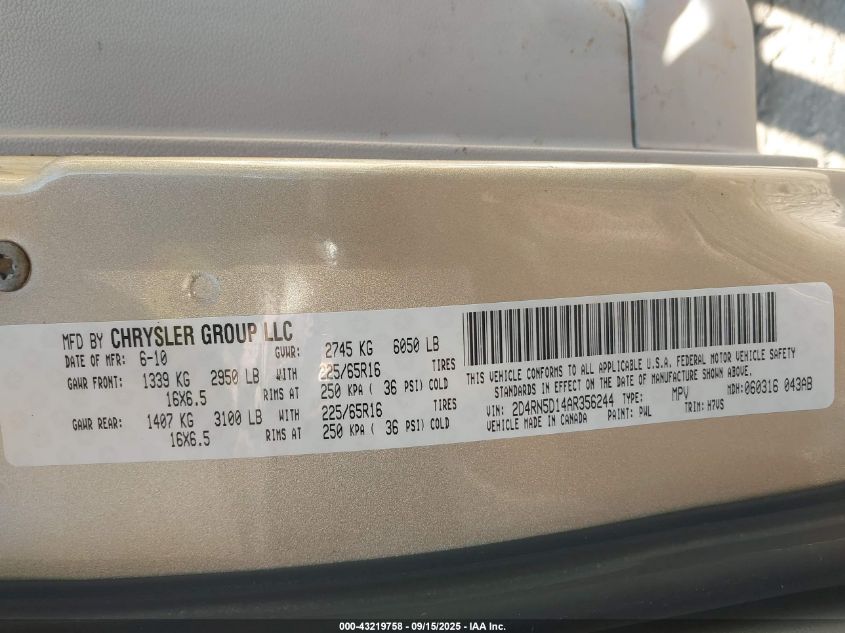 MFD BY CHRYSLER GROUP LLC
DATE OF MFR: 6-10 GVWR: 2745 KG 6050 LB
GAWR FRONT: 1339 KG 2950 LB WITH 225/65R16 TIRES
16X6.5 RIMS AT 250 KPA ( 36 PSI) COLD
GAWR REAR: 1407 KG 3100 LB WITH 225/65R16 TIRES
16X6.5 RIMS AT 250 KPA ( 36 PSI) COLD
THIS VEHICLE CONFORMS TO ALL APPLICABLE U.S.A. FEDERAL MOTOR VEHICLE SAFETY
STANDARDS IN EFFECT ON THE DATE OF MANUFACTURE SHOWN ABOVE.
VIN: 2D4RN5D14AR356244 TYPE: MPV MDH: 060316 043AB
VEHICLE MADE IN CANADA PAINT: PWL TRIM: H7US
000-43219758 - 09/15/2025 - IAA Inc.